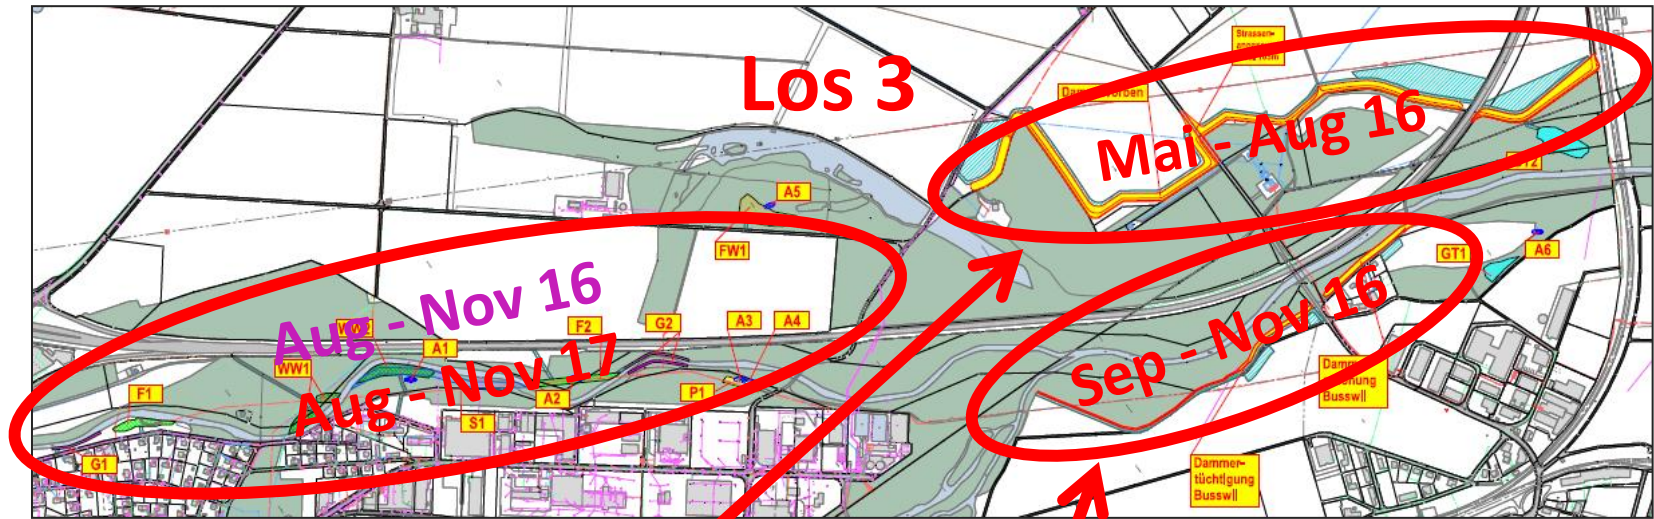 Los 3
Mai - Aug 16
A5
FW1
Aug - Nov 16
Aug - Nov 17
F2
G2
A3
A4
A1
WW1
F1
A2
P1
S1
G1
Sep - Nov 16
GT1
A6
Busswil
Dammer-
tüchtigung
Busswil